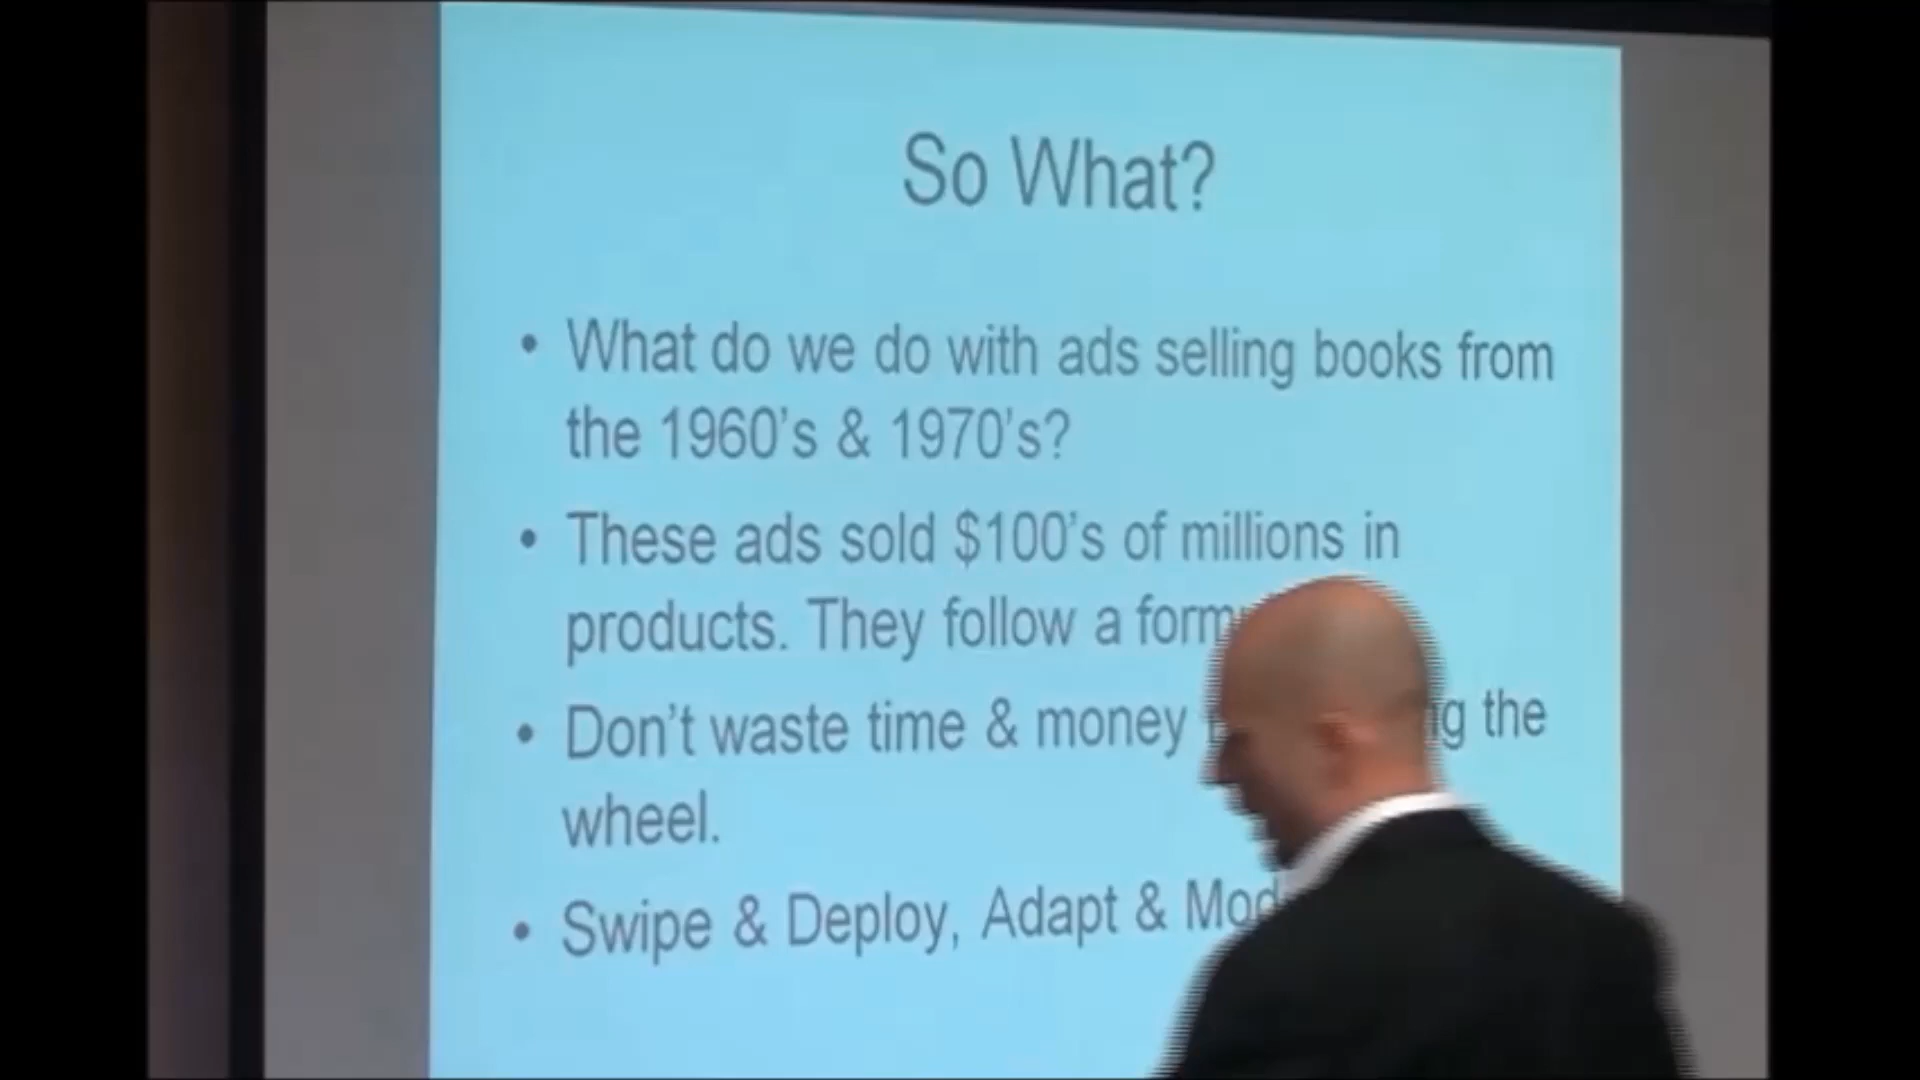 So What?
• What do we do with ads selling books from
the 1960's & 1970's?
• These ads sold $100's of millions in
products. They follow a
• Don't waste time & money the
wheel.
• Swipe & Deploy, Adapt &